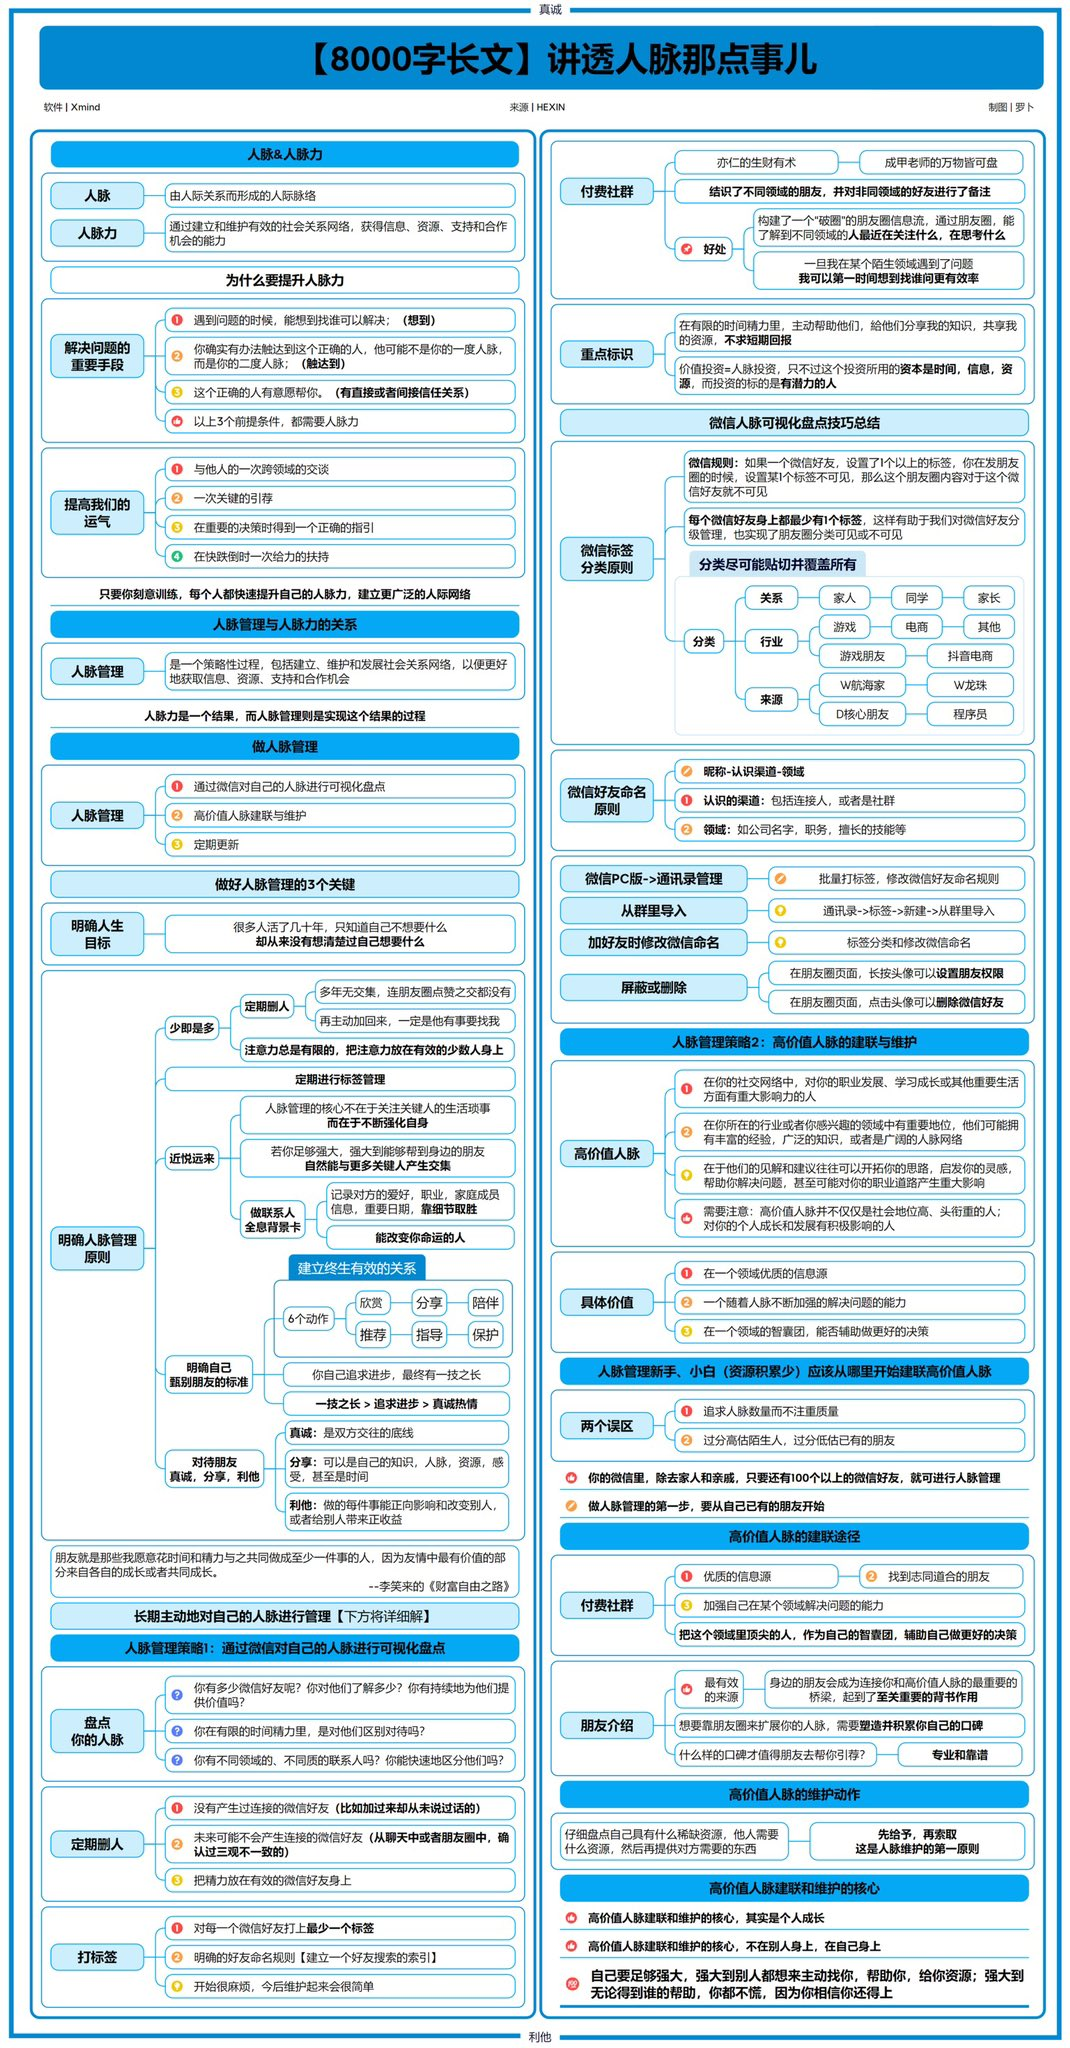 真诚
【8000字长文】讲透人脉那点事儿
软件 | Xmind
来源 | HEXIN
制图 | 罗卜
人脉&人脉力
人脉
由人际关系而形成的人际脉络
人脉力
通过建立和维护有效的社会关系网络，获得信息、资源、支持和合作
机会的能力
为什么要提升人脉力
解决问题的
重要手段
1 遇到问题的时候，能想到找谁可以解决；（想到）
2 你确实有办法触达到这个正确的人，他可能不是你的一度人脉，
而是你的二度人脉；（触达到）
3 这个正确的人有意愿帮你。（有直接或者间接信任关系）
以上3个前提条件，都需要人脉力
提高我们的
运气
1 与他人的一次跨领域的交谈
2 一次关键的引荐
3 在重要的决策时得到一个正确的指引
4 在快跌倒时一次给力的扶持
只要你刻意训练，每个人都快速提升自己的人脉力，建立更广泛的人际网络
人脉管理与人脉力的关系
人脉管理
是一个策略性过程，包括建立、维护和发展社会关系网络，以便更好
地获取信息、资源、支持和合作机会
人脉力是一个结果，而人脉管理则是实现这个结果的过程
做人脉管理
人脉管理
1 通过微信对自己的人脉进行可视化盘点
2 高价值人脉建联与维护
3 定期更新
做好人脉管理的3个关键
明确人生
目标
很多人活了几十年，只知道自己不想要什么
却从来没有想清楚过自己想要什么
明确人脉管理
原则
少即是多
定期删人
多年无交集，连朋友圈点赞之交都没有
再主动加回来，一定是他有事要找我
注意力总是有限的，把注意力放在有效的少数人身上
定期进行标签管理
近悦远来
人脉管理的核心不在于关注关键人的生活琐事
而在于不断强化自身
若你足够强大，强大到能够帮到身边的朋友
自然能与更多关键人产生交集
做联系人
全息背景卡
记录对方的爱好，职业，家庭成员
信息，重要日期，靠细节取胜
能改变你命运的人
明确自己
甄别朋友的标准
建立终生有效的关系
6个动作
欣赏
分享
陪伴
推荐
指导
保护
你自己追求进步，最终有一技之长
一技之长 > 追求进步 > 真诚热情
对待朋友
真诚，分享，利他
真诚：是双方交往的底线
分享：可以是自己的知识，人脉，资源，感
受，甚至是时间
利他：做的每件事能正向影响和改变别人，
或者给别人带来正收益
朋友就是那些我愿意花时间和精力与之共同做成至少一件事的人，因为友情中最有价值的部
分来自各自的成长或者共同成长。
--李笑来的《财富自由之路》
长期主动地对自己的人脉进行管理【下方将详细解】
人脉管理策略1：通过微信对自己的人脉进行可视化盘点
盘点
你的人脉
? 你有多少微信好友呢？你对他们了解多少？你有持续地为他们提
供价值吗？
? 你在有限的时间精力里，是对他们区别对待吗？
? 你有不同领域的、不同质的联系人吗？你能快速地区分他们吗？
定期删人
1 没有产生过连接的微信好友（比如加过来却从未说过话的）
2 未来可能不会产生连接的微信好友（从聊天中或者朋友圈中，确
认过三观不一致的）
3 把精力放在有效的微信好友身上
打标签
1 对每一个微信好友打上最少一个标签
2 明确的好友命名规则【建立一个好友搜索的索引】
开始很麻烦，今后维护起来会很简单
付费社群
亦仁的生财有术
成甲老师的万物皆可盘
结识了不同领域的朋友，并对非同领域的好友进行了备注
好处
构建了一个“破圈”的朋友圈信息流，通过朋友圈，能
了解到不同领域的人最近在关注什么，在思考什么
一旦我在某个陌生领域遇到了问题
我可以第一时间想到找谁问更有效率
重点标识
在有限的时间精力里，主动帮助他们，给他们分享我的知识，共享我
的资源，不求短期回报
价值投资=人脉投资，只不过这个投资所用的资本是时间，信息，资
源，而投资的标的是有潜力的人
微信人脉可视化盘点技巧总结
微信标签
分类原则
微信规则：如果一个微信好友，设置了1个以上的标签，你在发朋友
圈的时候，设置某1个标签不可见，那么这个朋友圈内容对于这个微
信好友就不可见
每个微信好友身上都最少有1个标签，这样有助于我们对微信好友分
级管理，也实现了朋友圈分类可见或不可见
分类尽可能贴切并覆盖所有
分类
关系
家人
同学
家长
行业
游戏
电商
其他
游戏朋友
抖音电商
来源
W航海家
W龙珠
D核心朋友
程序员
微信好友命名
原则
昵称-认识渠道-领域
1 认识的渠道：包括连接人，或者是社群
2 领域：如公司名字，职务，擅长的技能等
微信PC版->通讯录管理
批量打标签，修改微信好友命名规则
从群里导入
通讯录->标签->新建->从群里导入
加好友时修改微信命名
标签分类和修改微信命名
屏蔽或删除
在朋友圈页面，长按头像可以设置朋友权限
在朋友圈页面，点击头像可以删除微信好友
人脉管理策略2：高价值人脉的建联与维护
高价值人脉
1 在你的社交网络中，对你的职业发展、学习成长或其他重要生活
方面有重大影响力的人
2 在你所在的行业或者你感兴趣的领域中有重要地位，他们可能拥
有丰富的经验，广泛的知识，或者是广阔的人脉网络
在于他们的见解和建议往往可以开拓你的思路，启发你的灵感，
帮助你解决问题，甚至可能对你的职业道路产生重大影响
需要注意：高价值人脉并不仅仅是社会地位高、头衔重的人；
对你的个人成长和发展有积极影响的人
具体价值
1 在一个领域优质的信息源
2 一个随着人脉不断加强的解决问题的能力
3 在一个领域的智囊团，能否辅助做更好的决策
人脉管理新手、小白（资源积累少）应该从哪里开始建联高价值人脉
两个误区
1 追求人脉数量而不注重质量
2 过分高估陌生人，过分低估已有的朋友
你的微信里，除去家人和亲戚，只要还有100个以上的微信好友，就可进行人脉管理
做人脉管理的第一步，要从自己已有的朋友开始
高价值人脉的建联途径
付费社群
1 优质的信息源
2 找到志同道合的朋友
3 加强自己在某个领域解决问题的能力
把这个领域里顶尖的人，作为自己的智囊团，辅助自己做更好的决策
朋友介绍
最有效
的来源
身边的朋友会成为连接你和高价值人脉的最重要的
桥梁，起到了至关重要的背书作用
想要靠朋友圈来扩展你的人脉，需要塑造并积累你自己的口碑
什么样的口碑才值得朋友去帮你引荐？
专业和靠谱
高价值人脉的维护动作
仔细盘点自己具有什么稀缺资源，他人需要
什么资源，然后再提供对方需要的东西
先给予，再索取
这是人脉维护的第一原则
高价值人脉建联和维护的核心
高价值人脉建联和维护的核心，其实是个人成长
高价值人脉建联和维护的核心，不在别人身上，在自己身上
100 自己要足够强大，强大到别人都想来主动找你，帮助你，给你资源；强大到
无论得到谁的帮助，你都不慌，因为你相信你还得上
利他